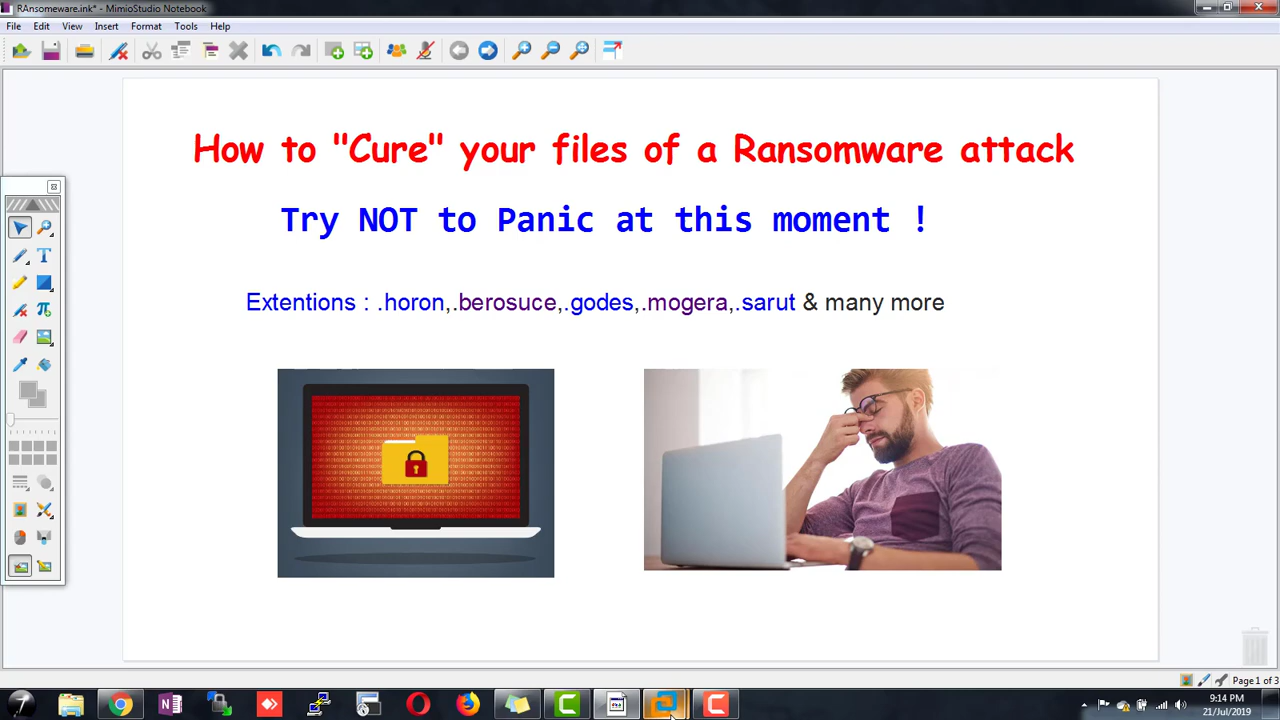 RAnsomeware.ink* - MimioStudio Notebook
File Edit View Insert Format Tools Help
How to "Cure" your files of a Ransomware attack
Try NOT to Panic at this moment !
Extentions : .horon,.berosuce,.godes,.mogera,.sarut & many more
Page 1 of 3
9:14 PM
21/Jul/2019